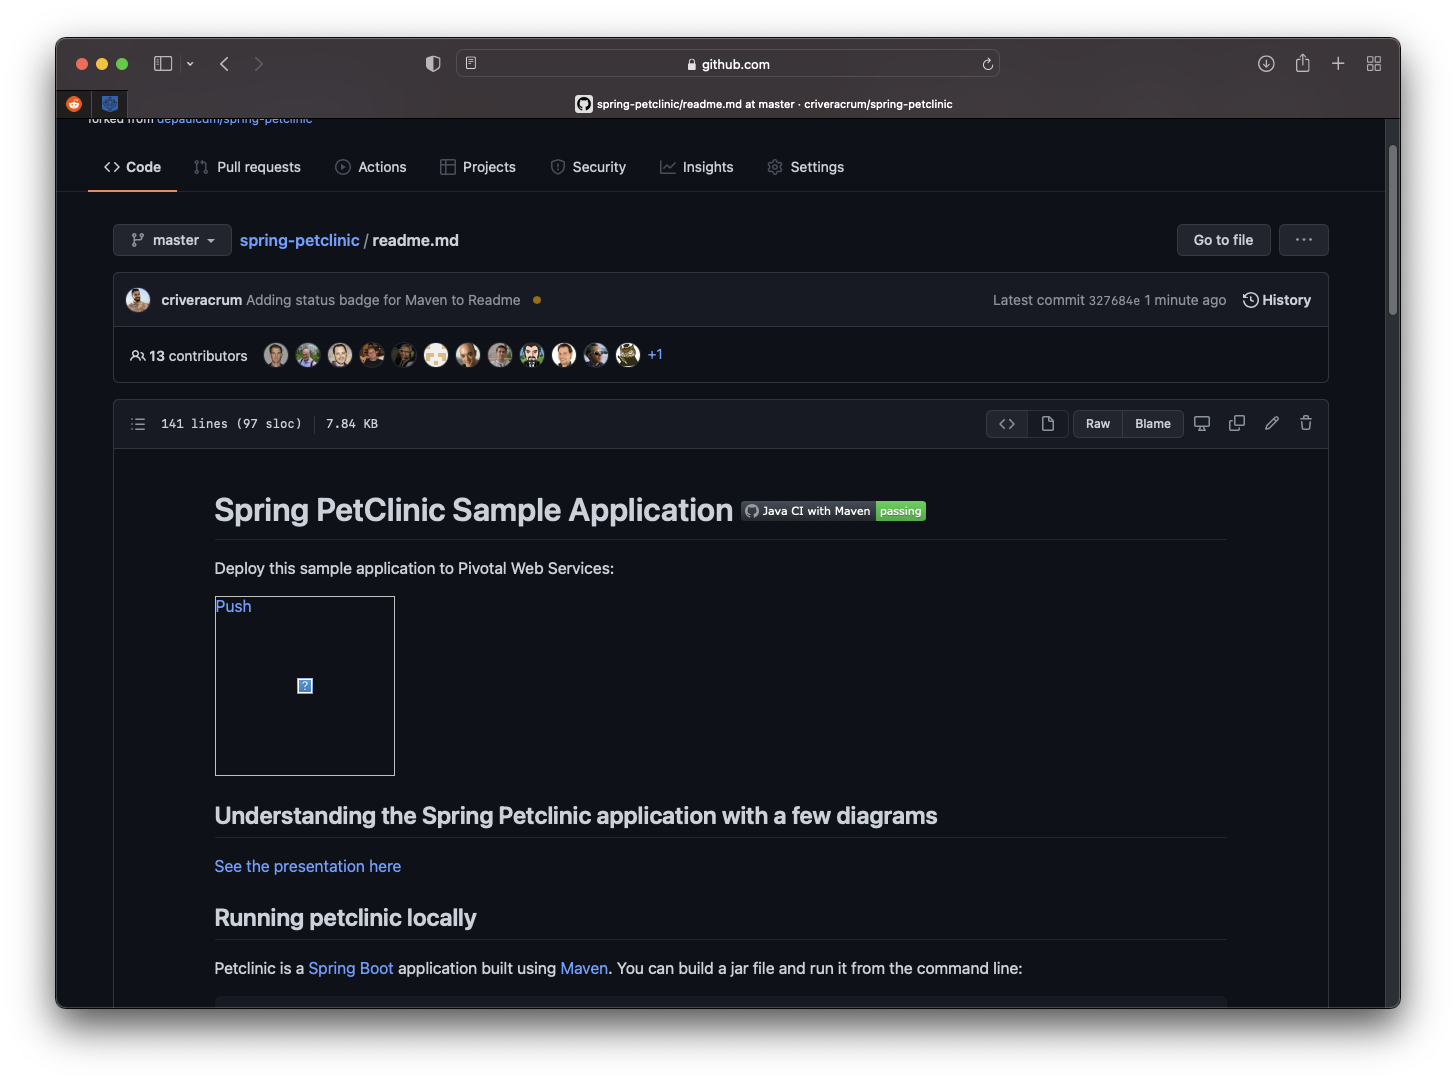 github.com
spring-petclinic/readme.md at master · criveracrum/spring-petclinic
forked from depaulcdm/spring-petclinic
Code Pull requests Actions Projects Security Insights Settings
master spring-petclinic / readme.md Go to file ...
criveracrum Adding status badge for Maven to Readme Latest commit 327684e 1 minute ago History
13 contributors +1
141 lines (97 sloc) 7.84 KB Raw Blame
Spring PetClinic Sample Application Java CI with Maven passing
Deploy this sample application to Pivotal Web Services:
Push
Understanding the Spring Petclinic application with a few diagrams
See the presentation here
Running petclinic locally
Petclinic is a Spring Boot application built using Maven. You can build a jar file and run it from the command line: